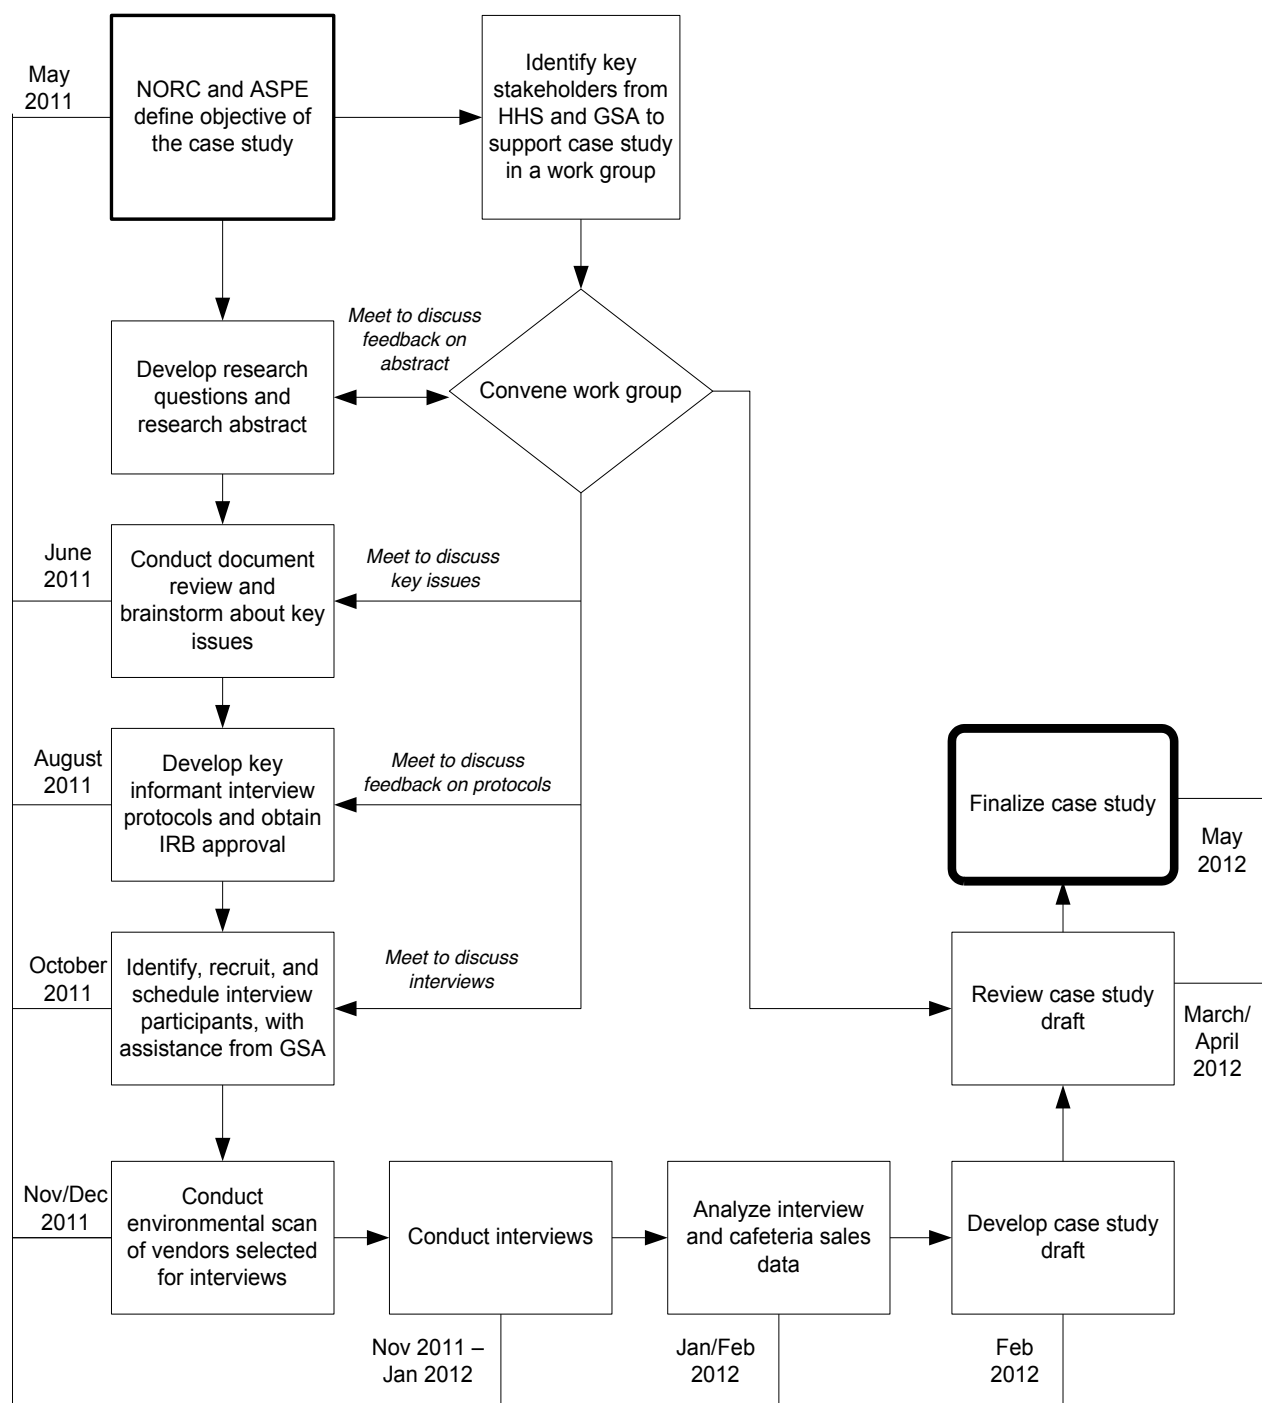 May
2011
NORC and ASPE
define objective of
the case study
Identify key
stakeholders from
HHS and GSA to
support case study
in a work group
Meet to discuss
feedback on
abstract
Develop research
questions and
research abstract
Convene work group
June
2011
Conduct document
review and
brainstorm about key
issues
Meet to discuss
key issues
August
2011
Develop key
informant interview
protocols and obtain
IRB approval
Meet to discuss
feedback on protocols
Finalize case study
May
2012
October
2011
Identify, recruit, and
schedule interview
participants, with
assistance from GSA
Meet to discuss
interviews
Review case study
draft
March/
April
2012
Nov/Dec
2011
Conduct
environmental scan
of vendors selected
for interviews
Conduct interviews
Analyze interview
and cafeteria sales
data
Develop case study
draft
Nov 2011 –
Jan 2012
Jan/Feb
2012
Feb
2012